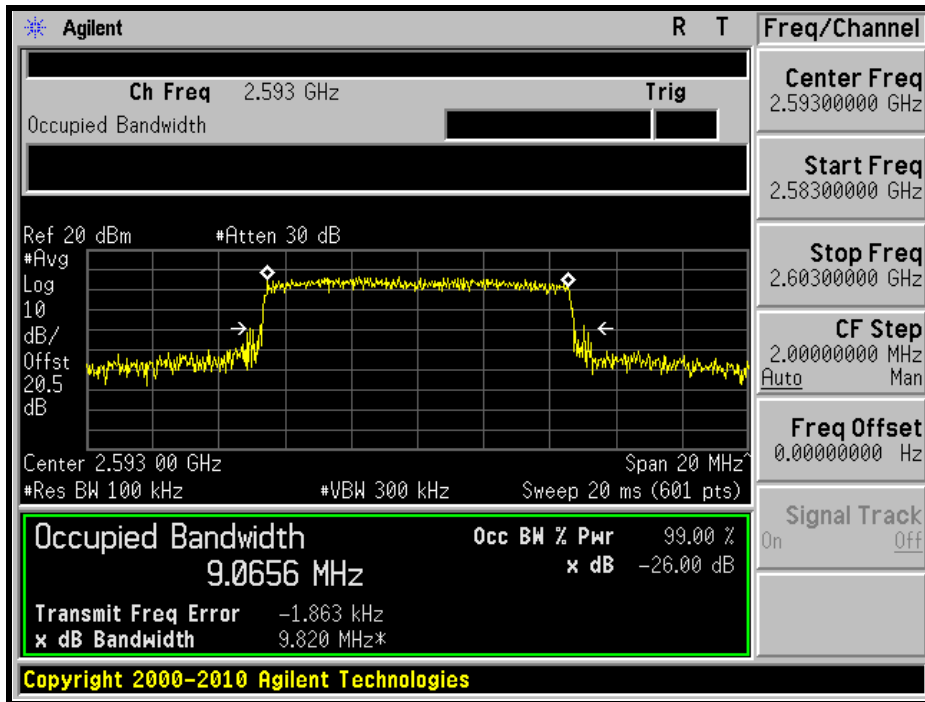 Agilent R T
Freq/Channel
Ch Freq 2.593 GHz Trig
Occupied Bandwidth
Center Freq
2.59300000 GHz
Start Freq
2.58300000 GHz
Stop Freq
2.60300000 GHz
CF Step
2.00000000 MHz
Auto Man
Freq Offset
0.00000000 Hz
Signal Track
On Off
Ref 20 dBm #Atten 30 dB
#Avg
Log
10
dB/
Offst
20.5
dB
Center 2.593 00 GHz Span 20 MHz^
#Res BW 100 kHz #VBW 300 kHz Sweep 20 ms (601 pts)
Occupied Bandwidth Occ BW % Pwr 99.00 %
9.0656 MHz x dB -26.00 dB
Transmit Freq Error -1.863 kHz
x dB Bandwidth 9.820 MHz*
Copyright 2000-2010 Agilent Technologies